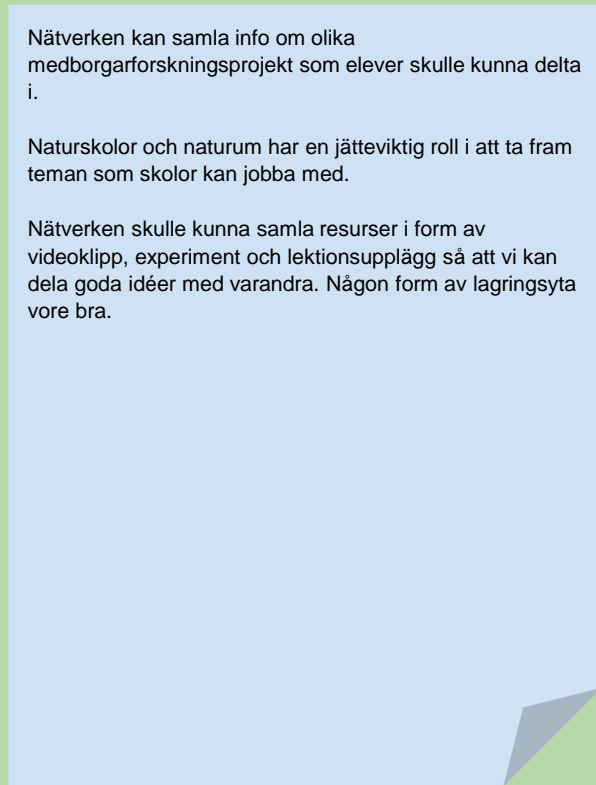 Nätverken kan samla info om olika
medborgarforskningsprojekt som elever skulle kunna delta
i.
Naturskolor och naturum har en jätteviktig roll i att ta fram
teman som skolor kan jobba med.
Nätverken skulle kunna samla resurser i form av
videoklipp, experiment och lektionsupplägg så att vi kan
dela goda idéer med varandra. Någon form av lagringsyta
vore bra.